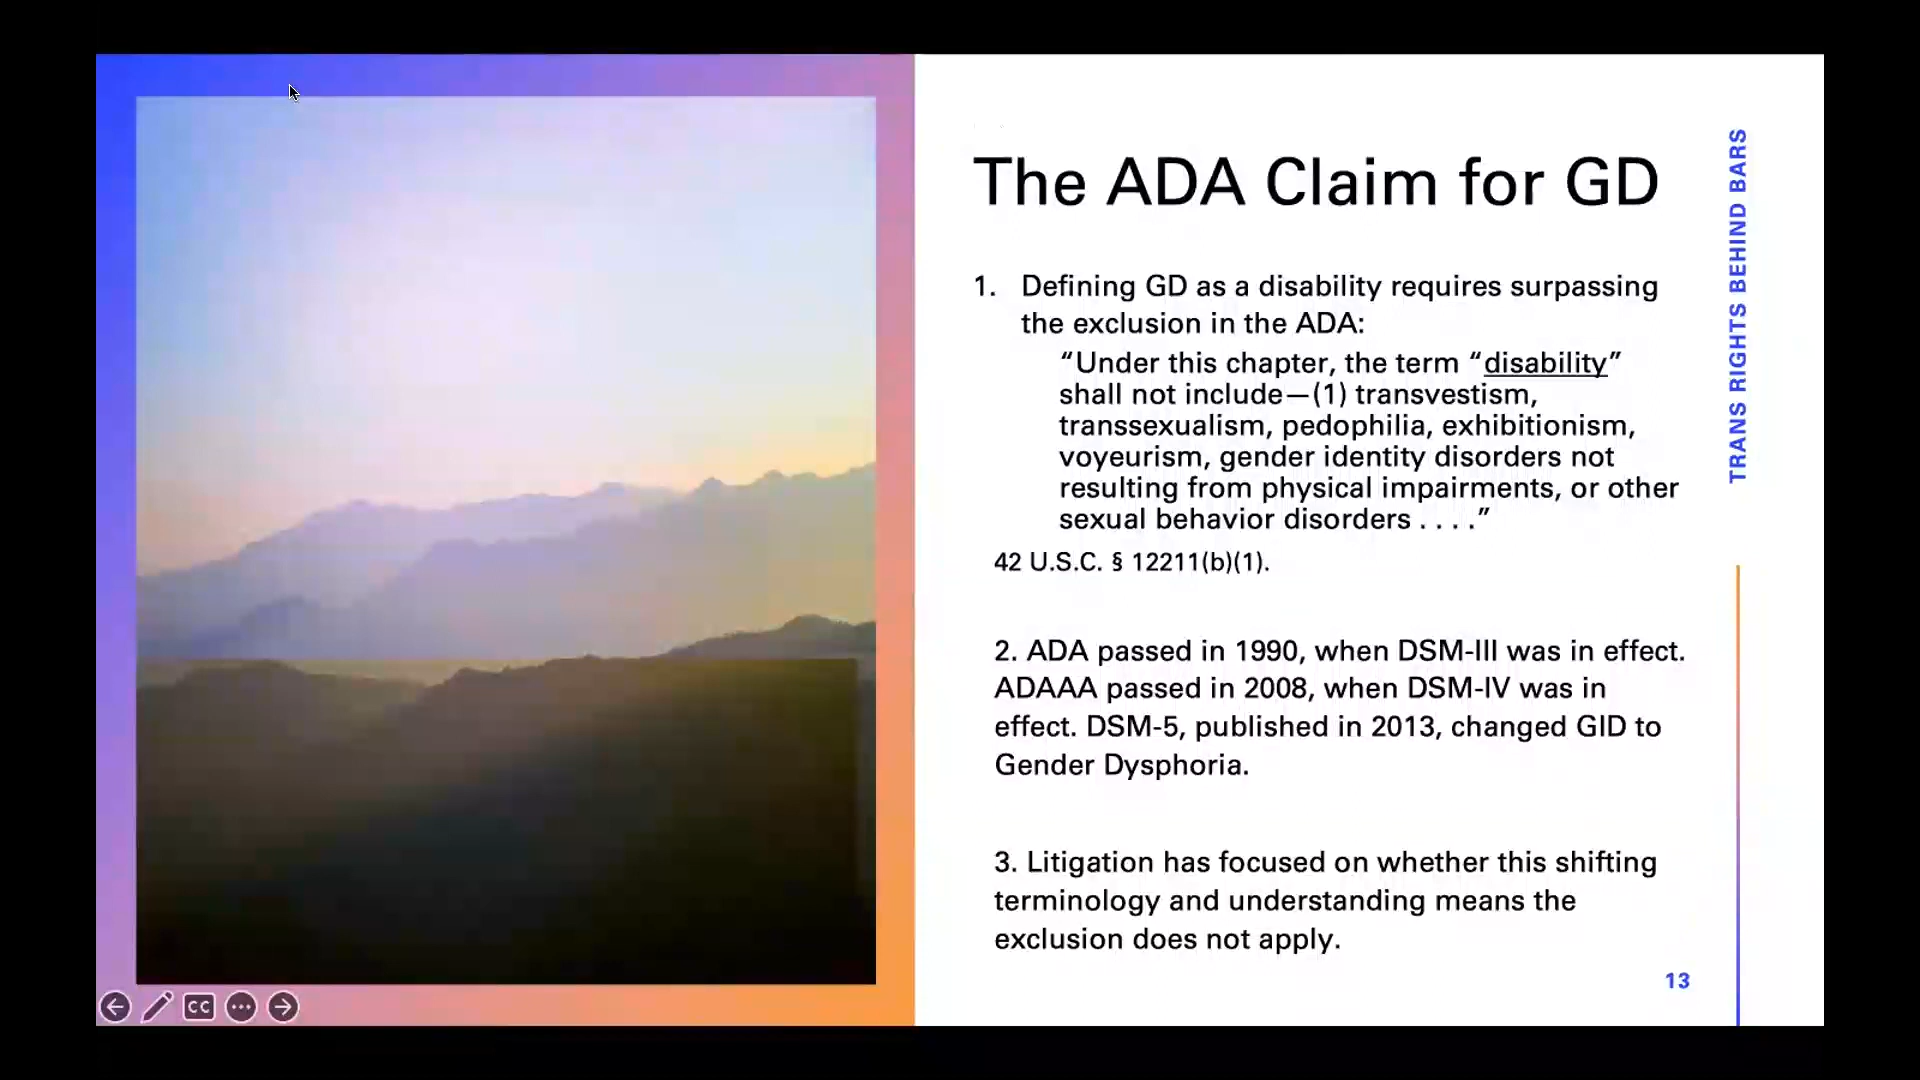 The ADA Claim for GD
1. Defining GD as a disability requires surpassing
the exclusion in the ADA:
“Under this chapter, the term “disability”
shall not include—(1) transvestism,
transsexualism, pedophilia, exhibitionism,
voyeurism, gender identity disorders not
resulting from physical impairments, or other
sexual behavior disorders . . . .”
42 U.S.C. § 12211(b)(1).
2. ADA passed in 1990, when DSM-III was in effect.
ADAAA passed in 2008, when DSM-IV was in
effect. DSM-5, published in 2013, changed GID to
Gender Dysphoria.
3. Litigation has focused on whether this shifting
terminology and understanding means the
exclusion does not apply.
13
TRANS RIGHTS BEHIND BARS
CC